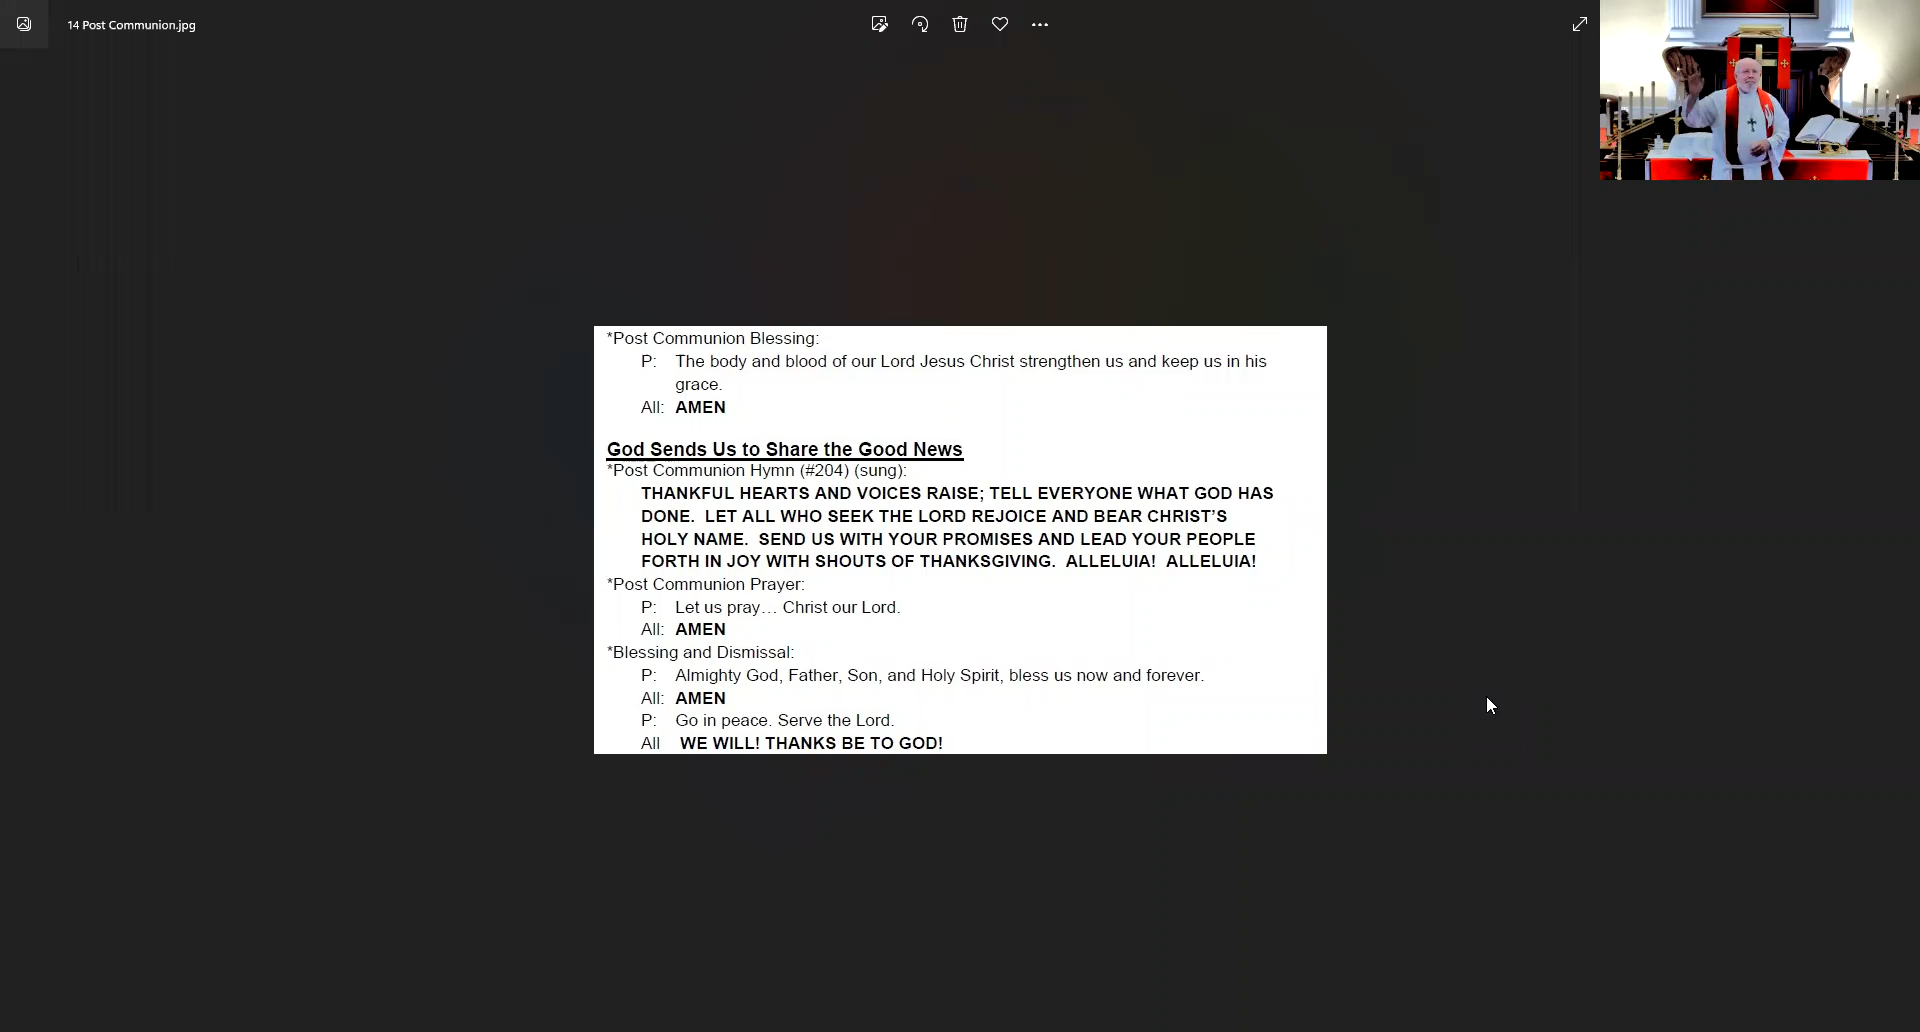 14 Post Communion.jpg
*Post Communion Blessing:
P: The body and blood of our Lord Jesus Christ strengthen us and keep us in his
grace.
All: AMEN
God Sends Us to Share the Good News
*Post Communion Hymn (#204) (sung):
THANKFUL HEARTS AND VOICES RAISE; TELL EVERYONE WHAT GOD HAS
DONE. LET ALL WHO SEEK THE LORD REJOICE AND BEAR CHRIST'S
HOLY NAME. SEND US WITH YOUR PROMISES AND LEAD YOUR PEOPLE
FORTH IN JOY WITH SHOUTS OF THANKSGIVING. ALLELUIA! ALLELUIA!
*Post Communion Prayer:
P: Let us pray… Christ our Lord.
All: AMEN
*Blessing and Dismissal:
P: Almighty God, Father, Son, and Holy Spirit, bless us now and forever.
All: AMEN
P: Go in peace. Serve the Lord.
All WE WILL! THANKS BE TO GOD!